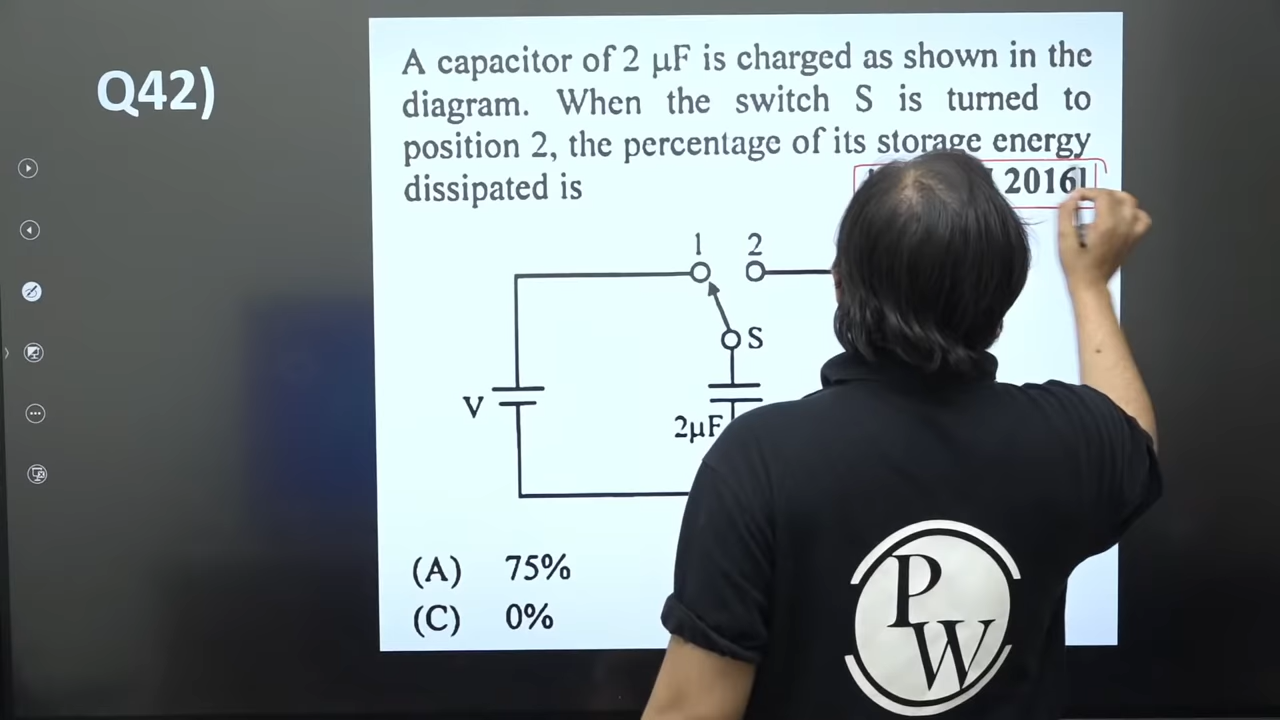 Q42)
A capacitor of 2 μF is charged as shown in the
diagram. When the switch S is turned to
position 2, the percentage of its storage energy
dissipated is
2016]
1 2
S
V
2μF
(A) 75%
(C) 0%
P
W